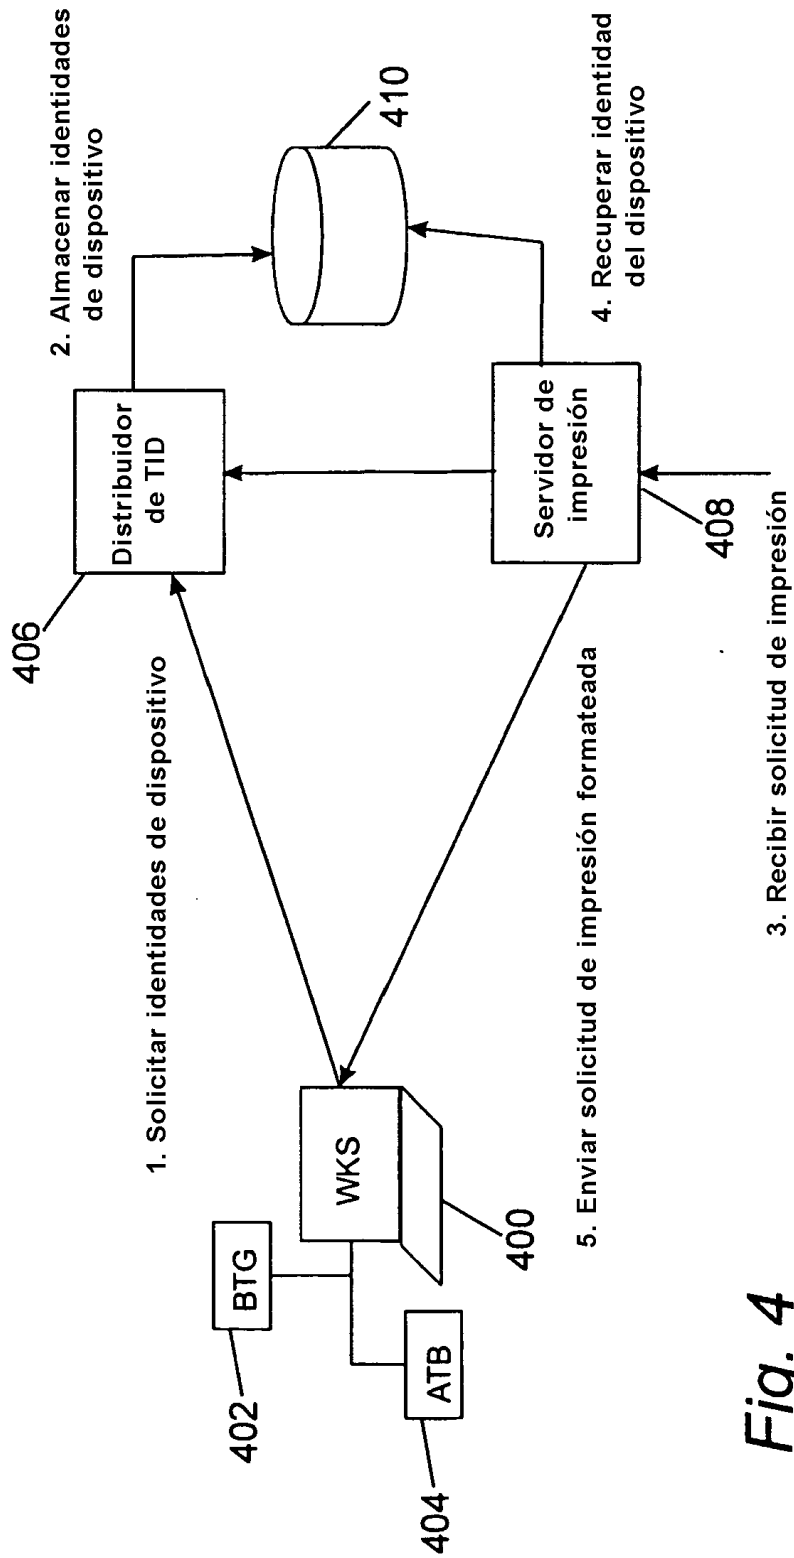 2. Almacenar identidades
de dispositivo
410
406
Distribuidor
de TID
1. Solicitar identidades de dispositivo
4. Recuperar identidad
del dispositivo
Servidor de
impresión
408
402
BTG
WKS
400
ATB
404
5. Enviar solicitud de impresión formateada
3. Recibir solicitud de impresión
Fig. 4